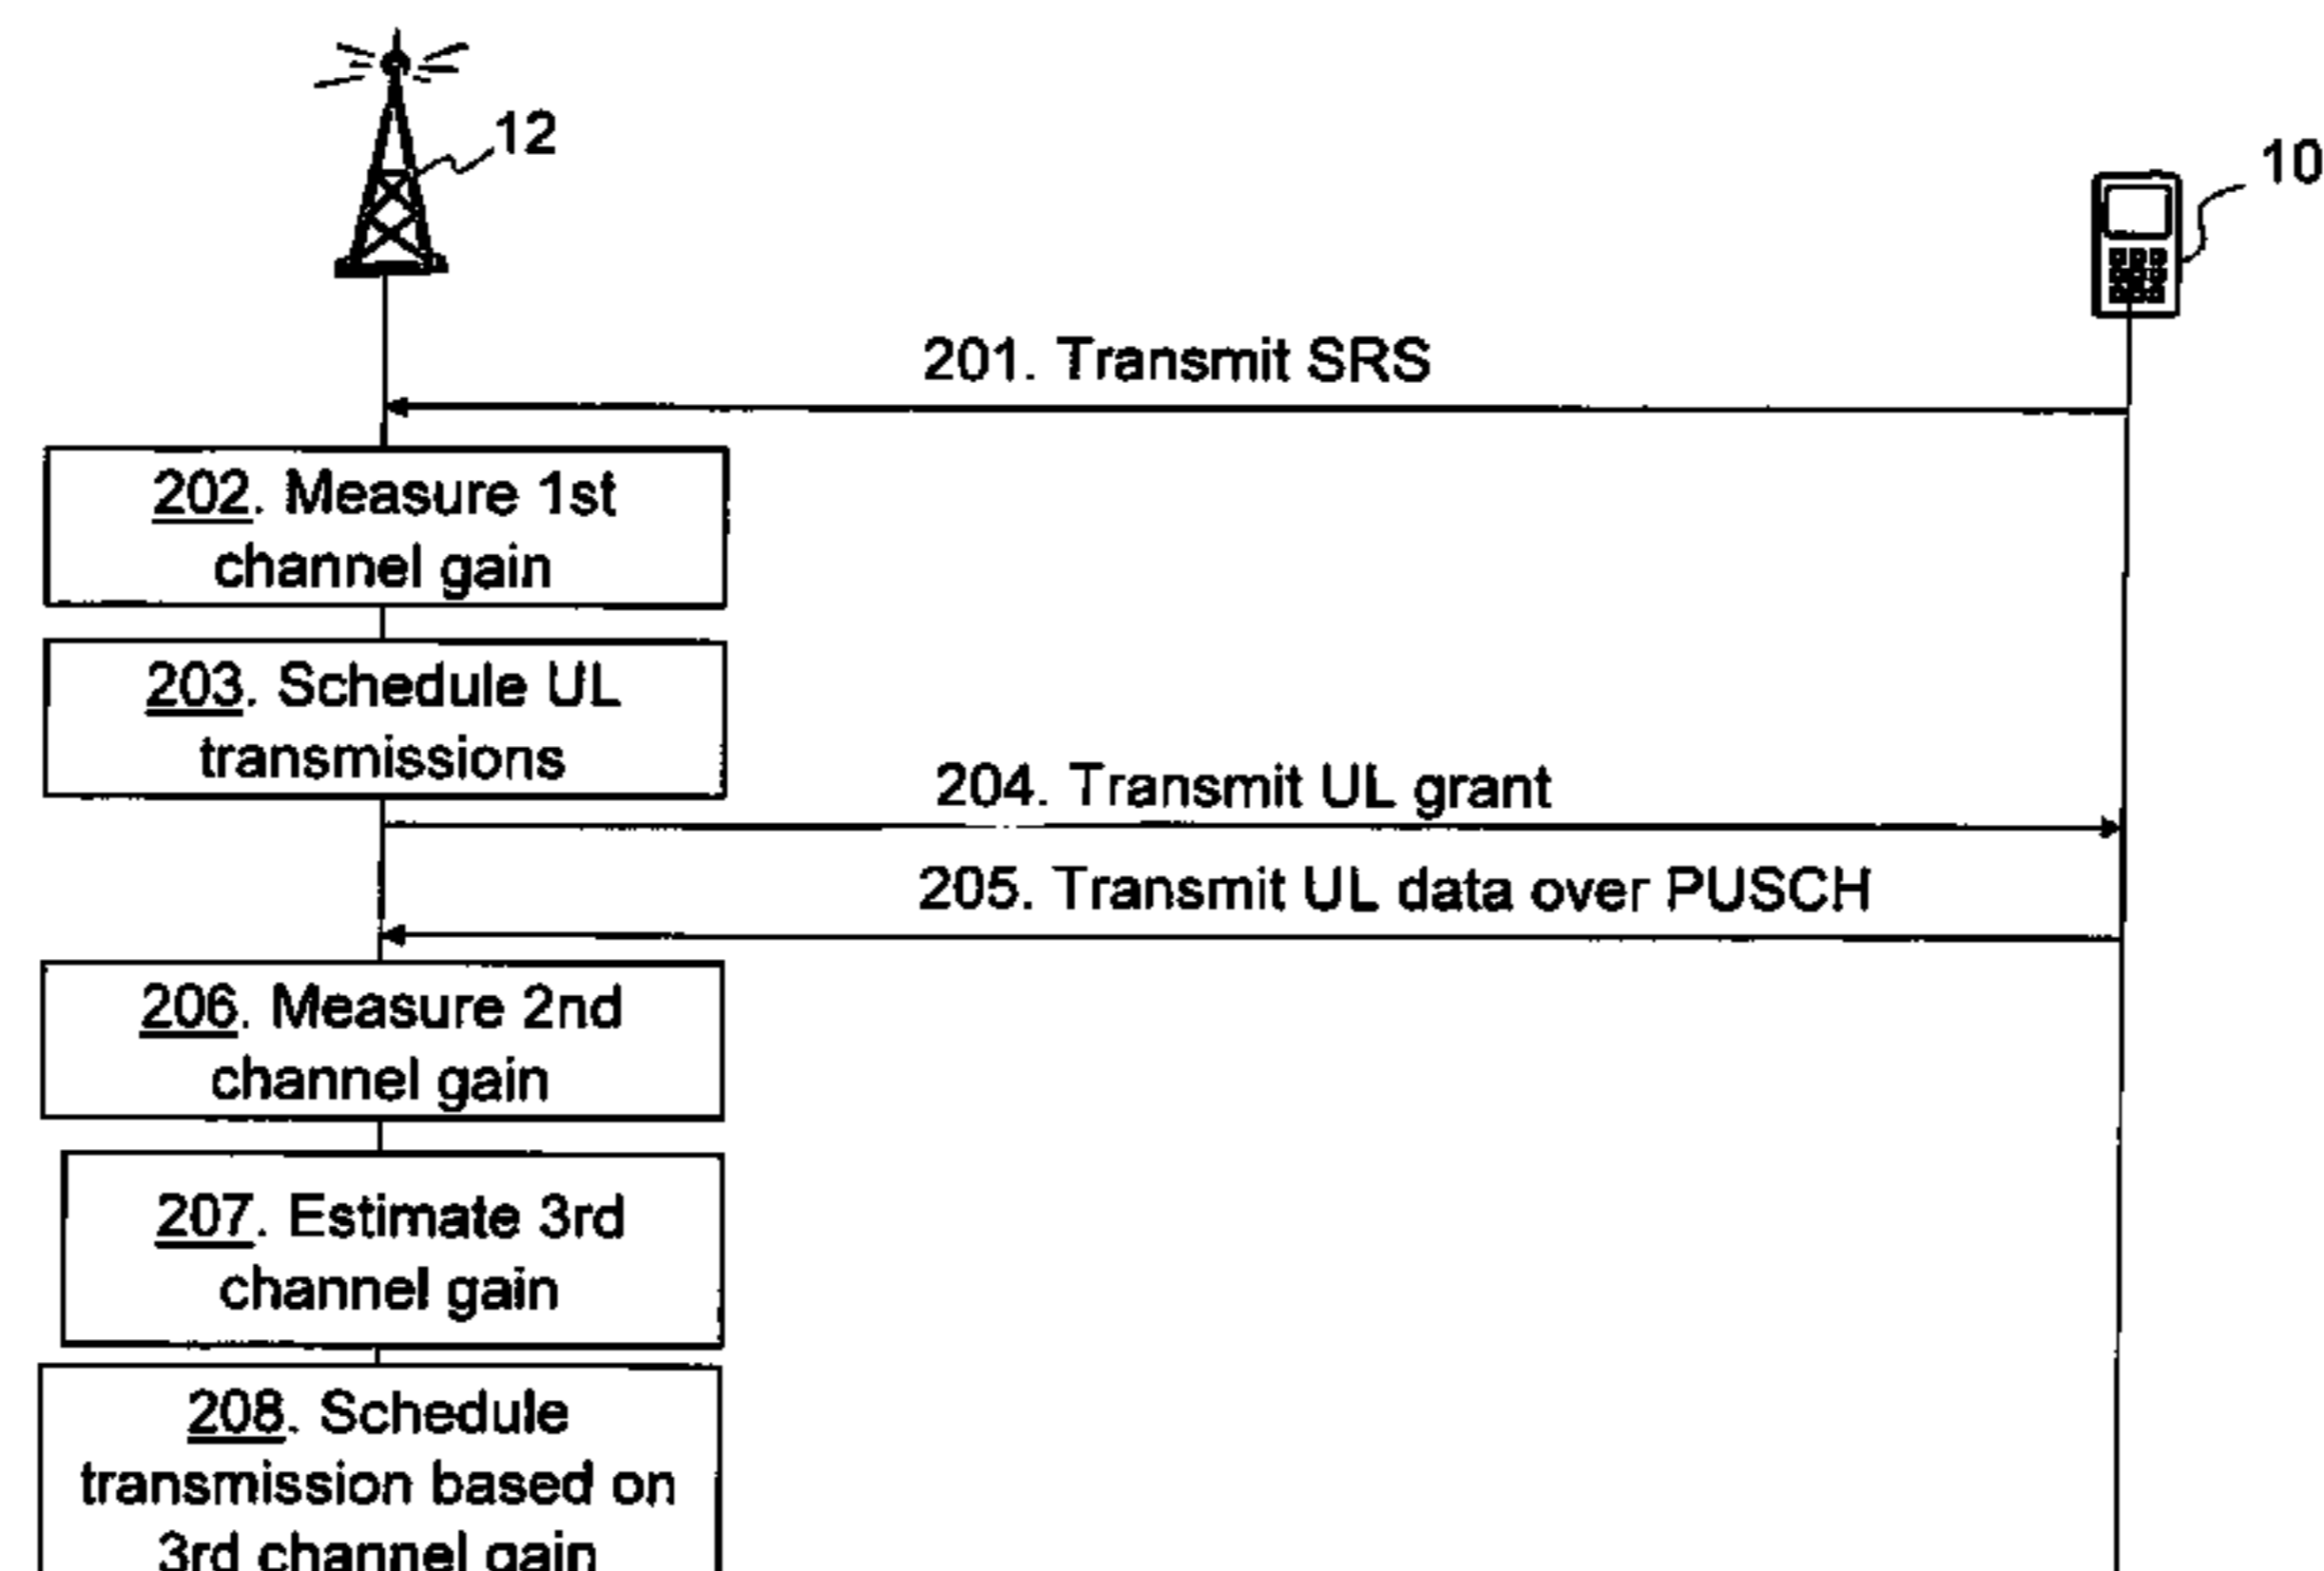 12
10
201. Transmit SRS
202. Measure 1st
channel gain
203. Schedule UL
transmissions
204. Transmit UL grant
205. Transmit UL data over PUSCH
206. Measure 2nd
channel gain
207. Estimate 3rd
channel gain
208. Schedule
transmission based on
3rd channel gain